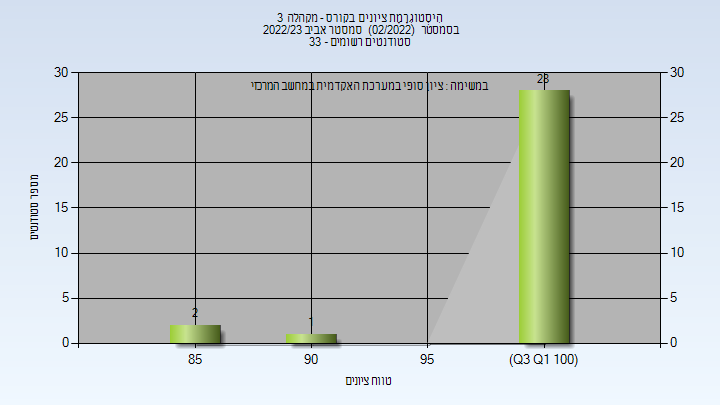 היסטוגרמת ציונים בקורס - מקהלה 3
בסמסטר (02/2022) סמסטר אביב 2022/23
סטודנטים רשומים - 33
במשימה : ציון סופי במערכת האקדמית במחשב המרכזי
30
25
20
15
10
5
0
30
25
20
15
10
5
0
מספר סטודנטים
2
1
28
85
90
95
(Q3 Q1 100)
טווח ציונים